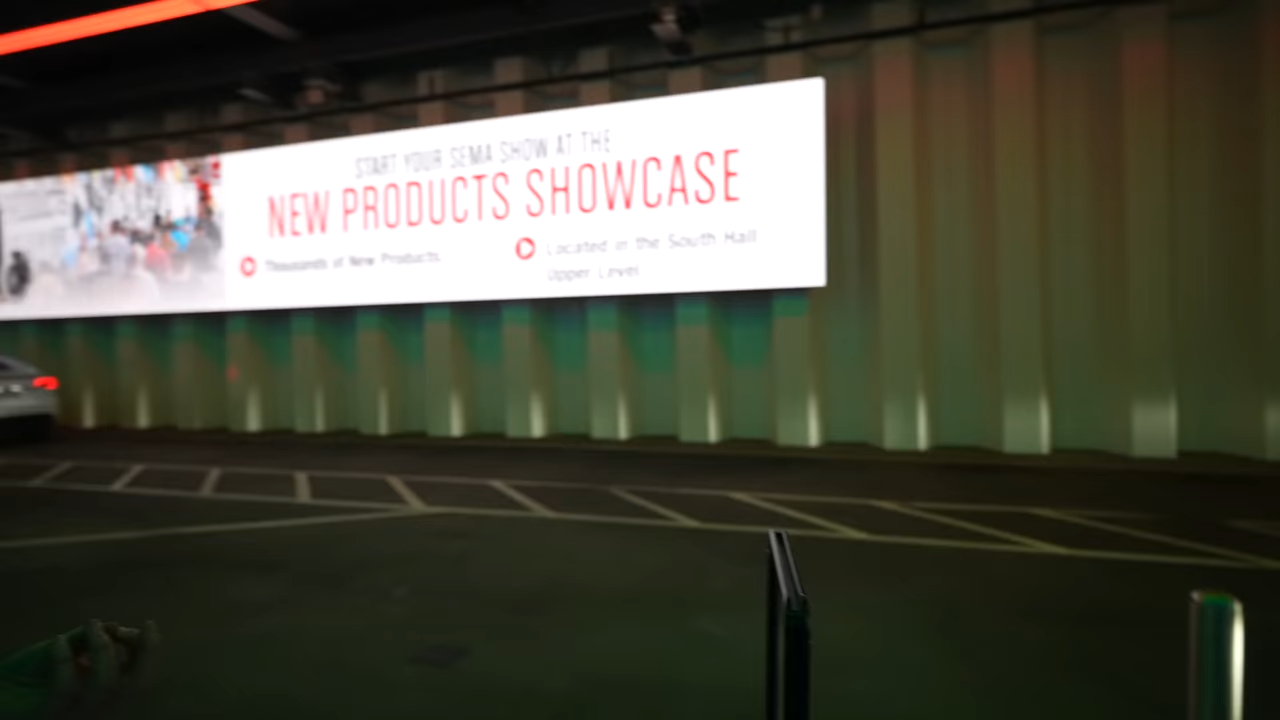 START YOUR SEMA SHOW AT THE
NEW PRODUCTS SHOWCASE
Thousands of New Products.
Located in the South Hall
Upper Level